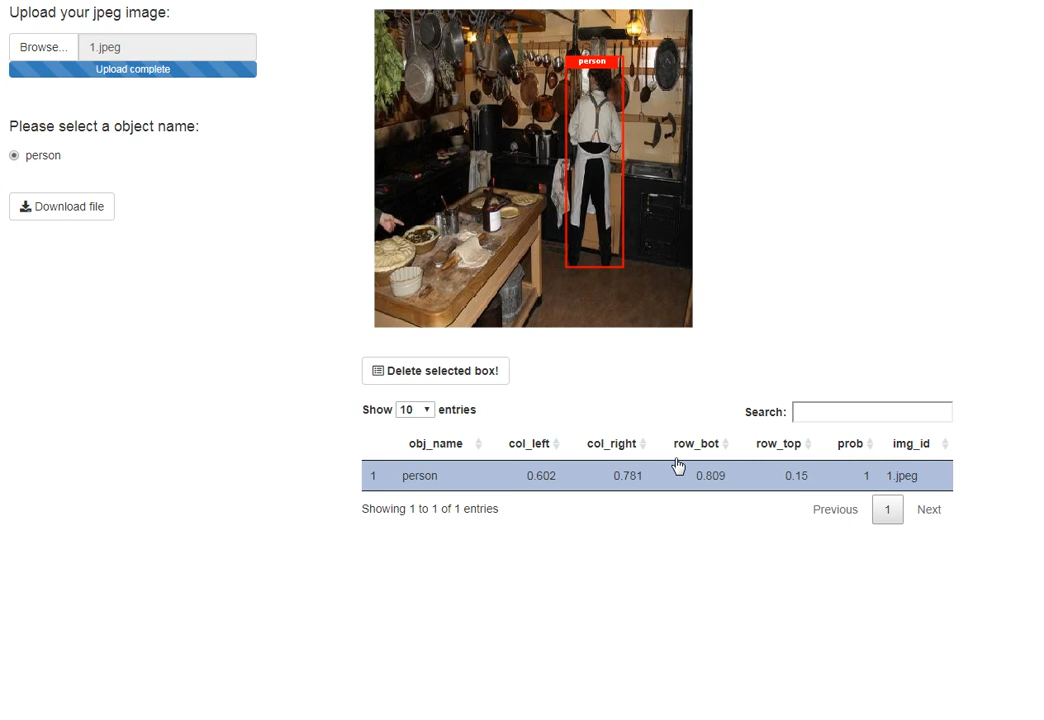 Upload your jpeg image:
Browse... 1.jpeg
Upload complete
Please select a object name:
person
Download file
person
Delete selected box!
Show 10 entries
Search:
obj_name col_left col_right row_bot row_top prob img_id
1 person 0.602 0.781 0.809 0.15 1 1.jpeg
Showing 1 to 1 of 1 entries
Previous 1 Next